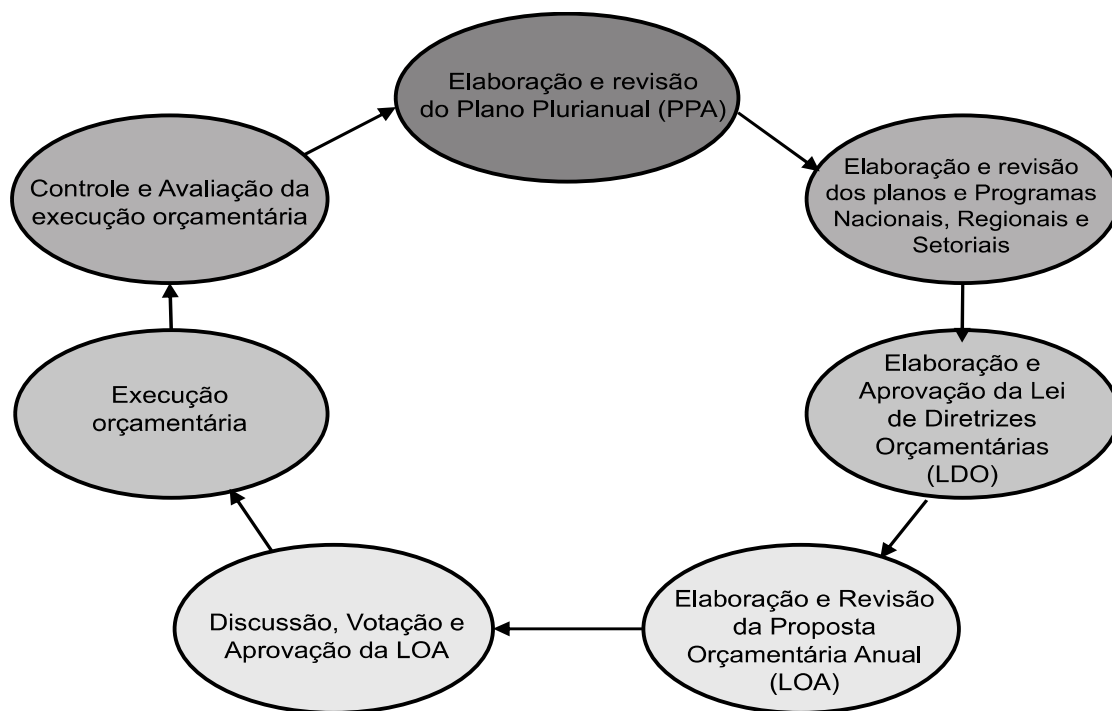 Elaboração e revisão
do Plano Plurianual (PPA)
Elaboração e revisão
dos planos e Programas
Nacionais, Regionais e
Setoriais
Elaboração e
Aprovação da Lei
de Diretrizes
Orçamentárias
(LDO)
Elaboração e Revisão
da Proposta
Orçamentária Anual
(LOA)
Discussão, Votação e
Aprovação da LOA
Execução
orçamentária
Controle e Avaliação da
execução orçamentária